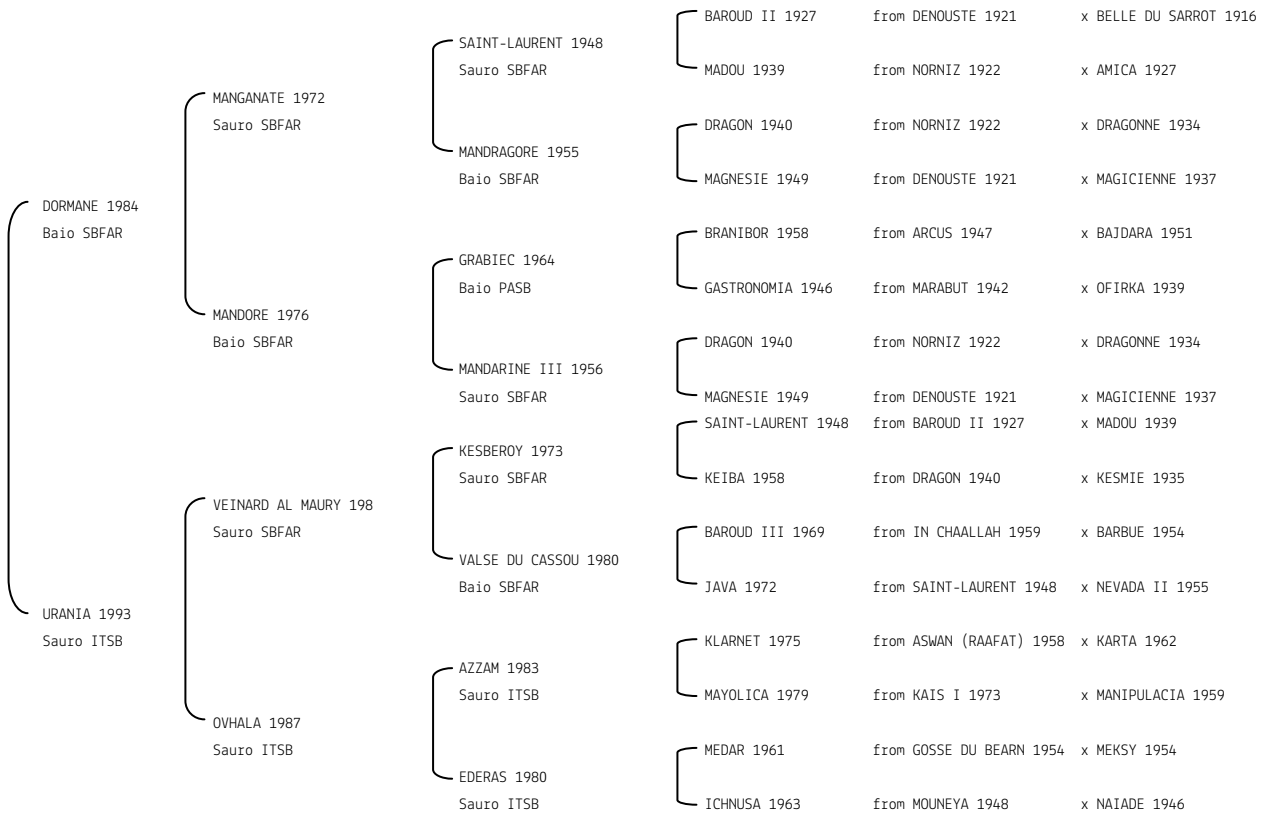 BAROUD II 1927 from DENOUSTE 1921 x BELLE DU SARROT 1916
SAINT-LAURENT 1948
Sauro SBFAR MADOU 1939 from NORNIZ 1922 x AMICA 1927
MANGANATE 1972
Sauro SBFAR DRAGON 1940 from NORNIZ 1922 x DRAGONNE 1934
MANDRAGORE 1955
Baio SBFAR MAGNESIE 1949 from DENOUSTE 1921 x MAGICIENNE 1937
DORMANE 1984
Baio SBFAR BRANIBOR 1958 from ARCUS 1947 x BAJDARA 1951
GRABIEC 1964
Baio PASB GASTRONOMIA 1946 from MARABUT 1942 x OFIRKA 1939
MANDORE 1976
Baio SBFAR DRAGON 1940 from NORNIZ 1922 x DRAGONNE 1934
MANDARINE III 1956
Sauro SBFAR MAGNESIE 1949 from DENOUSTE 1921 x MAGICIENNE 1937
SAINT-LAURENT 1948 from BAROUD II 1927 x MADOU 1939
KESBEROY 1973
Sauro SBFAR KEIBA 1958 from DRAGON 1940 x KESMIE 1935
VEINARD AL MAURY 198
Sauro SBFAR BAROUD III 1969 from IN CHAALLAH 1959 x BARBUE 1954
VALSE DU CASSOU 1980
Baio SBFAR JAVA 1972 from SAINT-LAURENT 1948 x NEVADA II 1955
URANIA 1993
Sauro ITSB KLARNET 1975 from ASWAN (RAAFAT) 1958 x KARTA 1962
AZZAM 1983
Sauro ITSB MAYOLICA 1979 from KAIS I 1973 x MANIPULACIA 1959
OVHALA 1987
Sauro ITSB MEDAR 1961 from GOSSE DU BEARN 1954 x MEKSY 1954
EDERAS 1980
Sauro ITSB ICHNUSA 1963 from MOUNEYA 1948 x NAIADE 1946